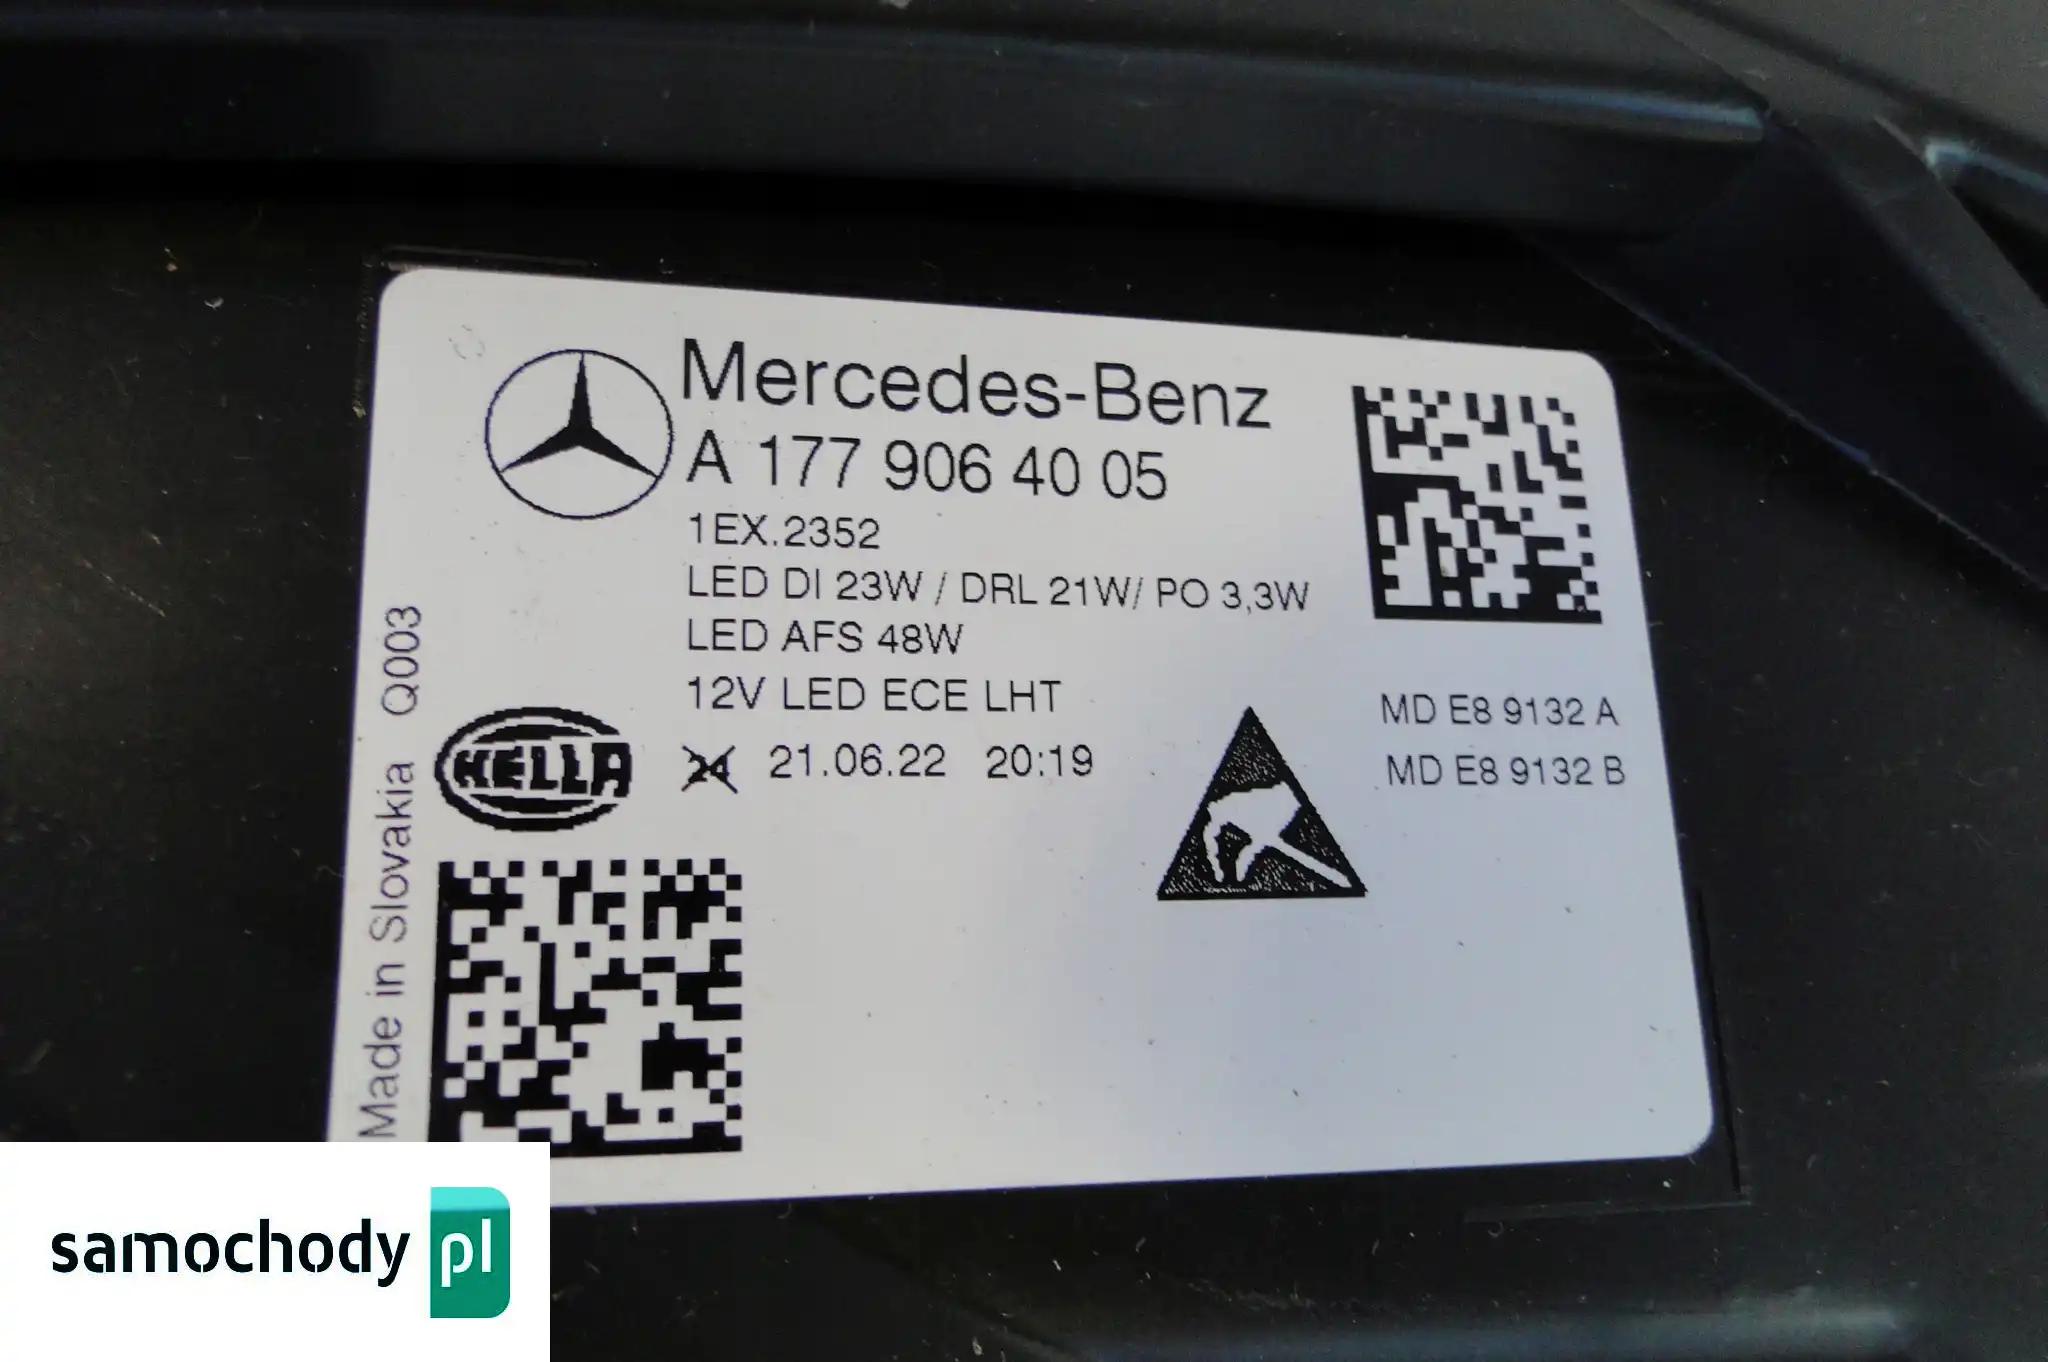 Mercedes-Benz
A 177 906 40 05
1EX.2352
LED DI 23W / DRL 21W/ PO 3,3W
LED AFS 48W
12V LED ECE LHT
24 21.06.22 20:19
HELLA
MD E8 9132 A
MD E8 9132 B
Made in Slovakia Q003
samochody pl